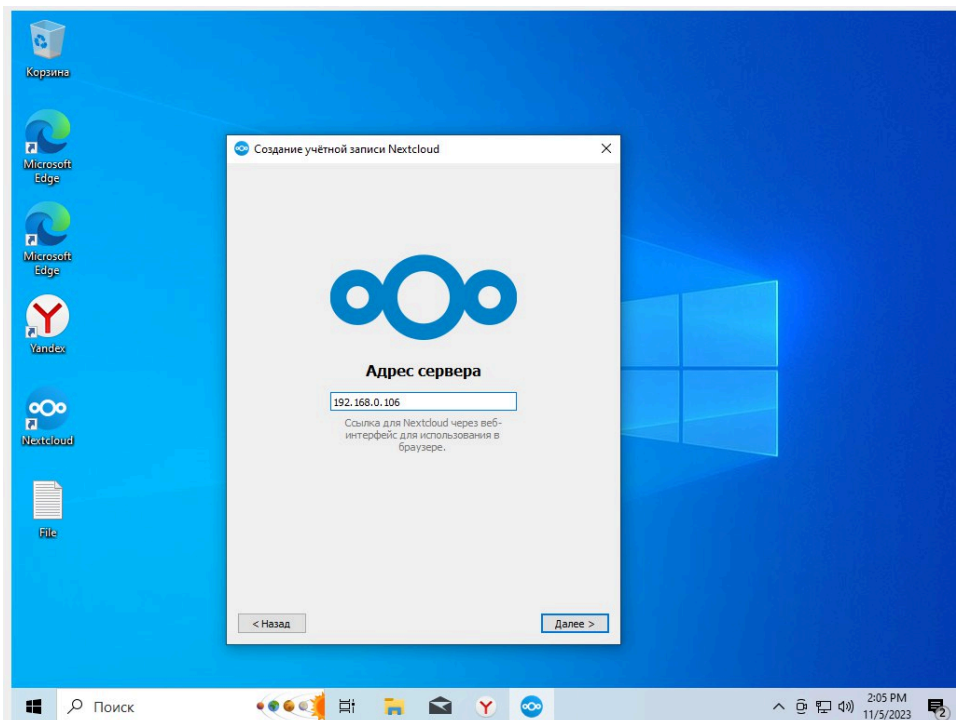 Корзина
Microsoft
Edge
Microsoft
Edge
Yandex
Nextcloud
File
Создание учётной записи Nextcloud
Адрес сервера
192.168.0.106
Ссылка для Nextcloud через веб-
интерфейс для использования в
браузере.
< Назад
Далее >
Поиск
2:05 PM
11/5/2023
2